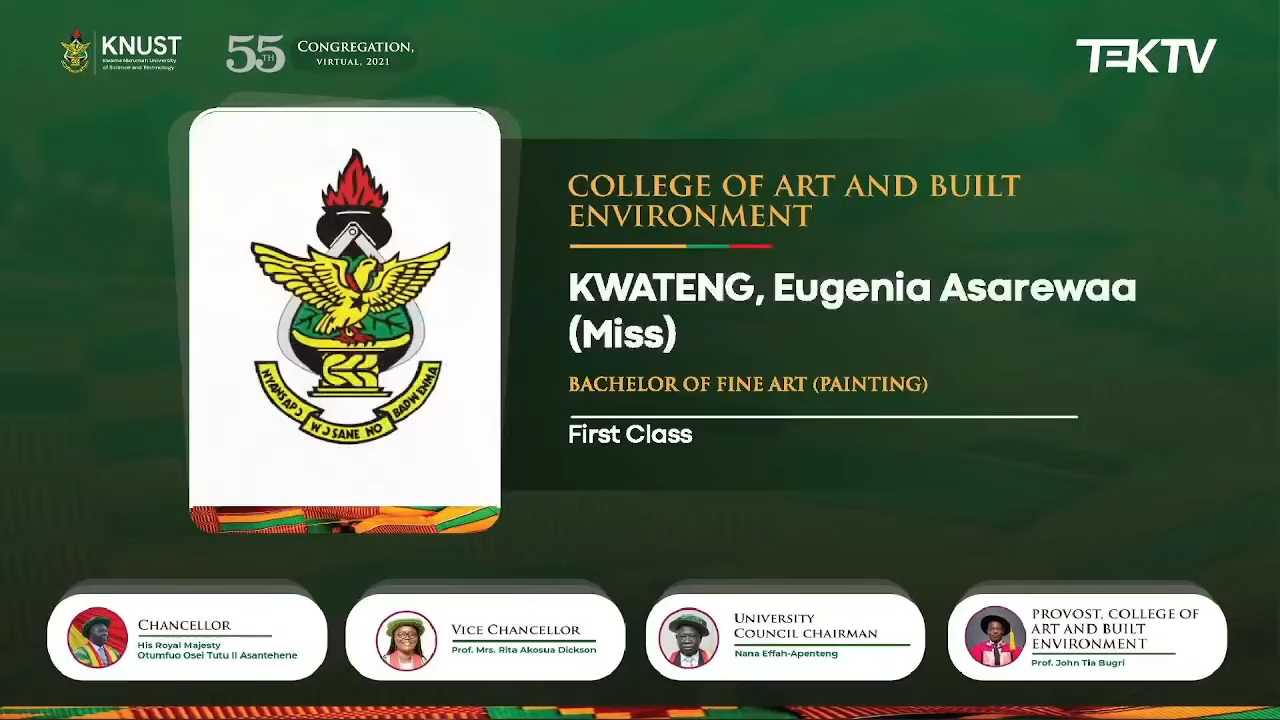 KNUST
Kwame Nkrumah University
of Science and Technology
55TH
CONGREGATION,
VIRTUAL, 2021
TEKTV
COLLEGE OF ART AND BUILT
ENVIRONMENT
KWATENG, Eugenia Asarewaa
(Miss)
BACHELOR OF FINE ART (PAINTING)
First Class
NYANSAPƆ WƆSANE NO BADWENMA
CHANCELLOR
His Royal Majesty
Otumfuo Osei Tutu II Asantehene
VICE CHANCELLOR
Prof. Mrs. Rita Akosua Dickson
UNIVERSITY
COUNCIL CHAIRMAN
Nana Effah-Apenteng
PROVOST, COLLEGE OF
ART AND BUILT
ENVIRONMENT
Prof. John Tia Bugri